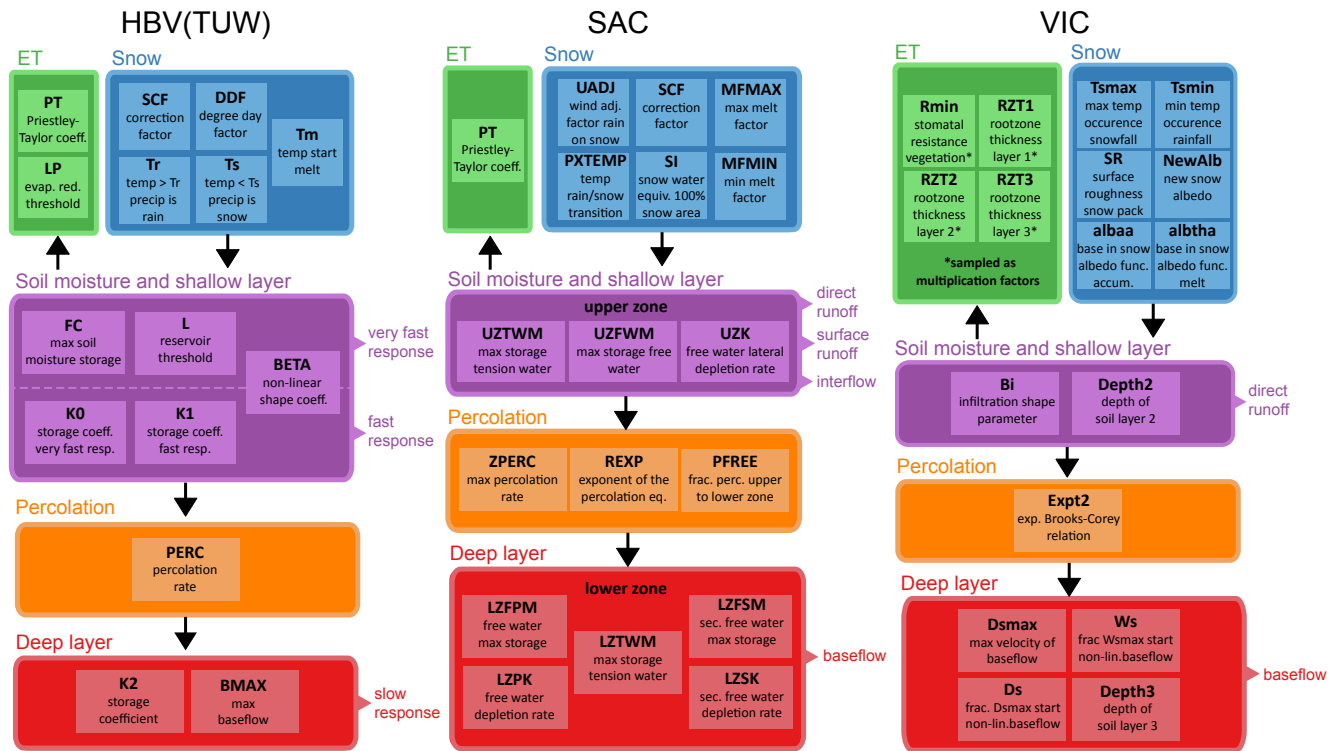 HBV(TUW)
ET
PT
Priestley-
Taylor coeff.
LP
evap. red.
threshold
Snow
SCF
correction
factor
DDF
degree day
factor
Tr
temp > Tr
precip is
rain
Ts
temp < Ts
precip is
snow
Tm
temp start
melt
Soil moisture and shallow layer
FC
max soil
moisture storage
L
reservoir
threshold
BETA
non-linear
shape coeff.
K0
storage coeff.
very fast resp.
K1
storage coeff.
fast resp.
very fast
response
fast
response
Percolation
PERC
percolation
rate
Deep layer
K2
storage
coefficient
BMAX
max
baseflow
slow
response
SAC
ET
PT
Priestley-
Taylor coeff.
Snow
UADJ
wind adj.
factor rain
on snow
SCF
correction
factor
MFMAX
max melt
factor
PXTEMP
temp
rain/snow
transition
SI
snow water
equiv. 100%
snow area
MFMIN
min melt
factor
Soil moisture and shallow layer
upper zone
UZTWM
max storage
tension water
UZFWM
max storage free
water
UZK
free water lateral
depletion rate
direct
runoff
surface
runoff
interflow
Percolation
ZPERC
max percolation
rate
REXP
exponent of the
percolation eq.
PFREE
frac. perc. upper
to lower zone
Deep layer
lower zone
LZFPM
free water
max storage
LZTWM
max storage
tension water
LZFSM
sec. free water
max storage
LZPK
free water
depletion rate
LZSK
sec. free water
depletion rate
baseflow
VIC
ET
Rmin
stomatal
resistance
vegetation*
RZT1
rootzone
thickness
layer 1*
RZT2
rootzone
thickness
layer 2*
RZT3
rootzone
thickness
layer 3*
*sampled as
multiplication factors
Snow
Tsmax
max temp
occurence
snowfall
Tsmin
min temp
occurence
rainfall
SR
surface
roughness
snow pack
NewAlb
new snow
albedo
albaa
base in snow
albedo func.
accum.
albtha
base in snow
albedo func.
melt
Soil moisture and shallow layer
Bi
infiltration shape
parameter
Depth2
depth of
soil layer 2
direct
runoff
Percolation
Expt2
exp. Brooks-Corey
relation
Deep layer
Dsmax
max velocity of
baseflow
Ws
frac Wsmax start
non-lin.baseflow
Ds
frac. Dsmax start
non-lin.baseflow
Depth3
depth of
soil layer 3
baseflow